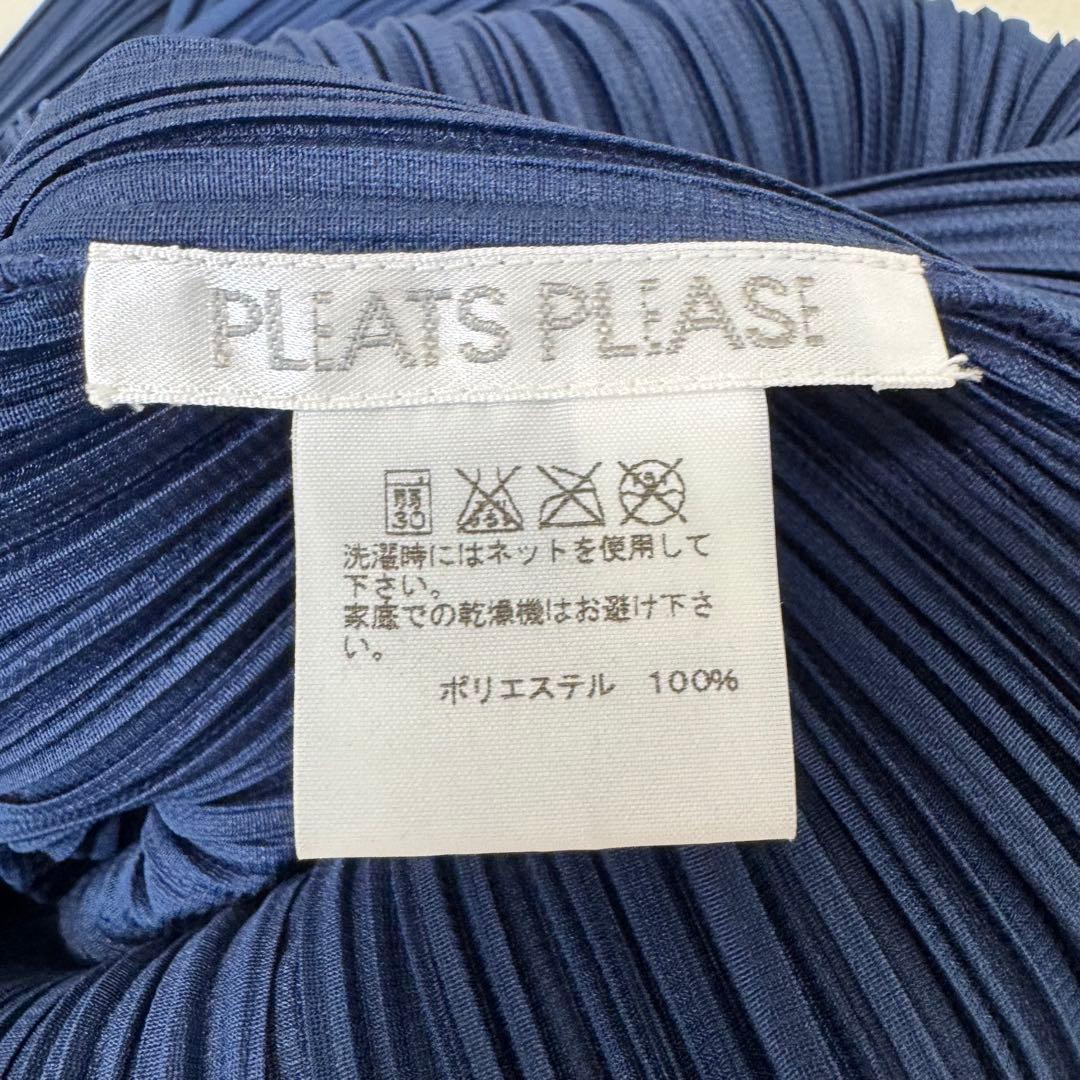 PLEATS PLEASE
弱
30
洗濯時にはネットを使用して
下さい。
家庭での乾燥機はお避け下さ
い。
ポリエステル 100%